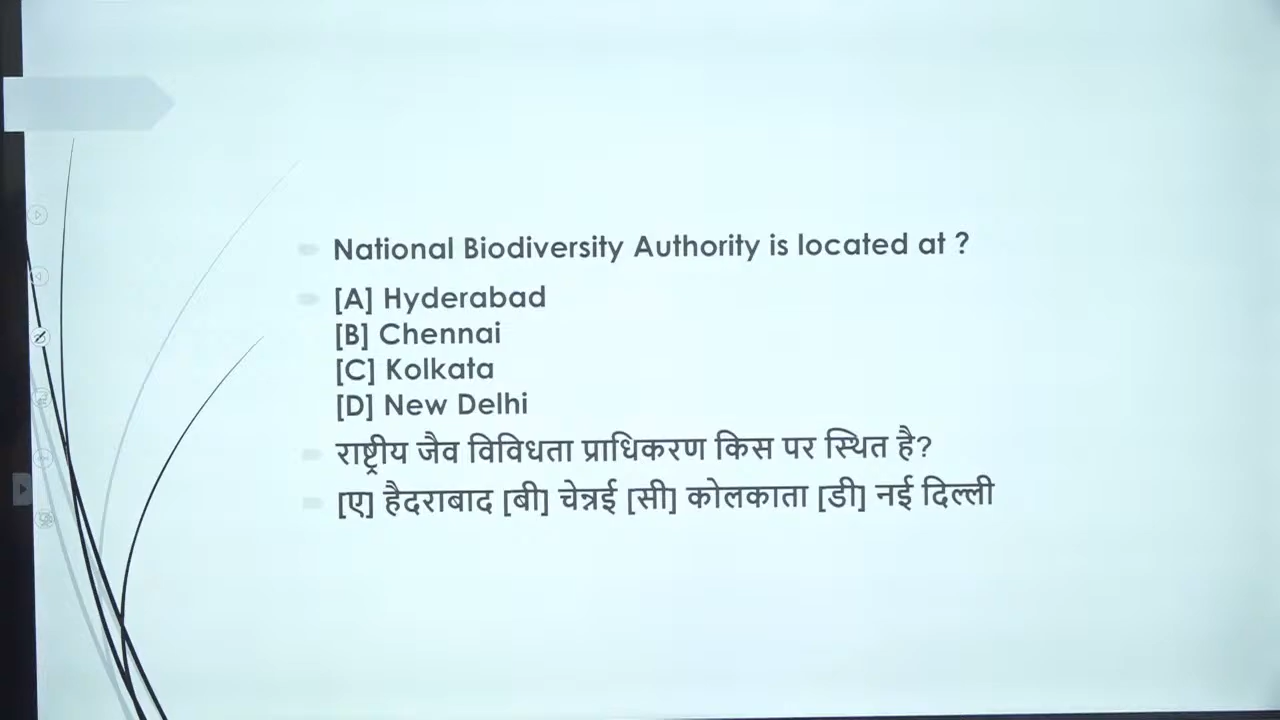 National Biodiversity Authority is located at ?
[A] Hyderabad
[B] Chennai
[C] Kolkata
[D] New Delhi
राष्ट्रीय जैव विविधता प्राधिकरण किस पर स्थित है?
[ए] हैदराबाद [बी] चेन्नई [सी] कोलकाता [डी] नई दिल्ली